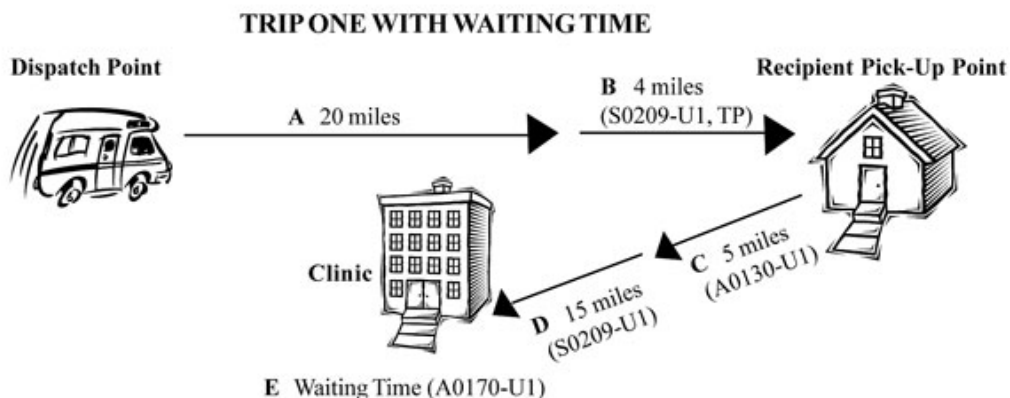 TRIP ONE WITH WAITING TIME
Dispatch Point
Recipient Pick-Up Point
A 20 miles
B 4 miles
(S0209-U1, TP)
C 5 miles
(A0130-U1)
D 15 miles
(S0209-U1)
Clinic
E Waiting Time (A0170-U1)